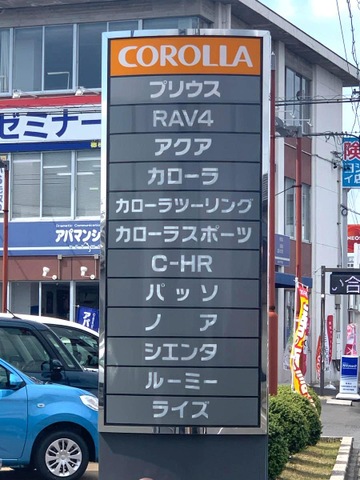 COROLLA
プリウス
RAV4
アクア
カローラ
カローラツーリング
カローラスポーツ
C-HR
パッソ
ノア
シエンタ
ルーミー
ライズ
ゼミナー
アパマンシ